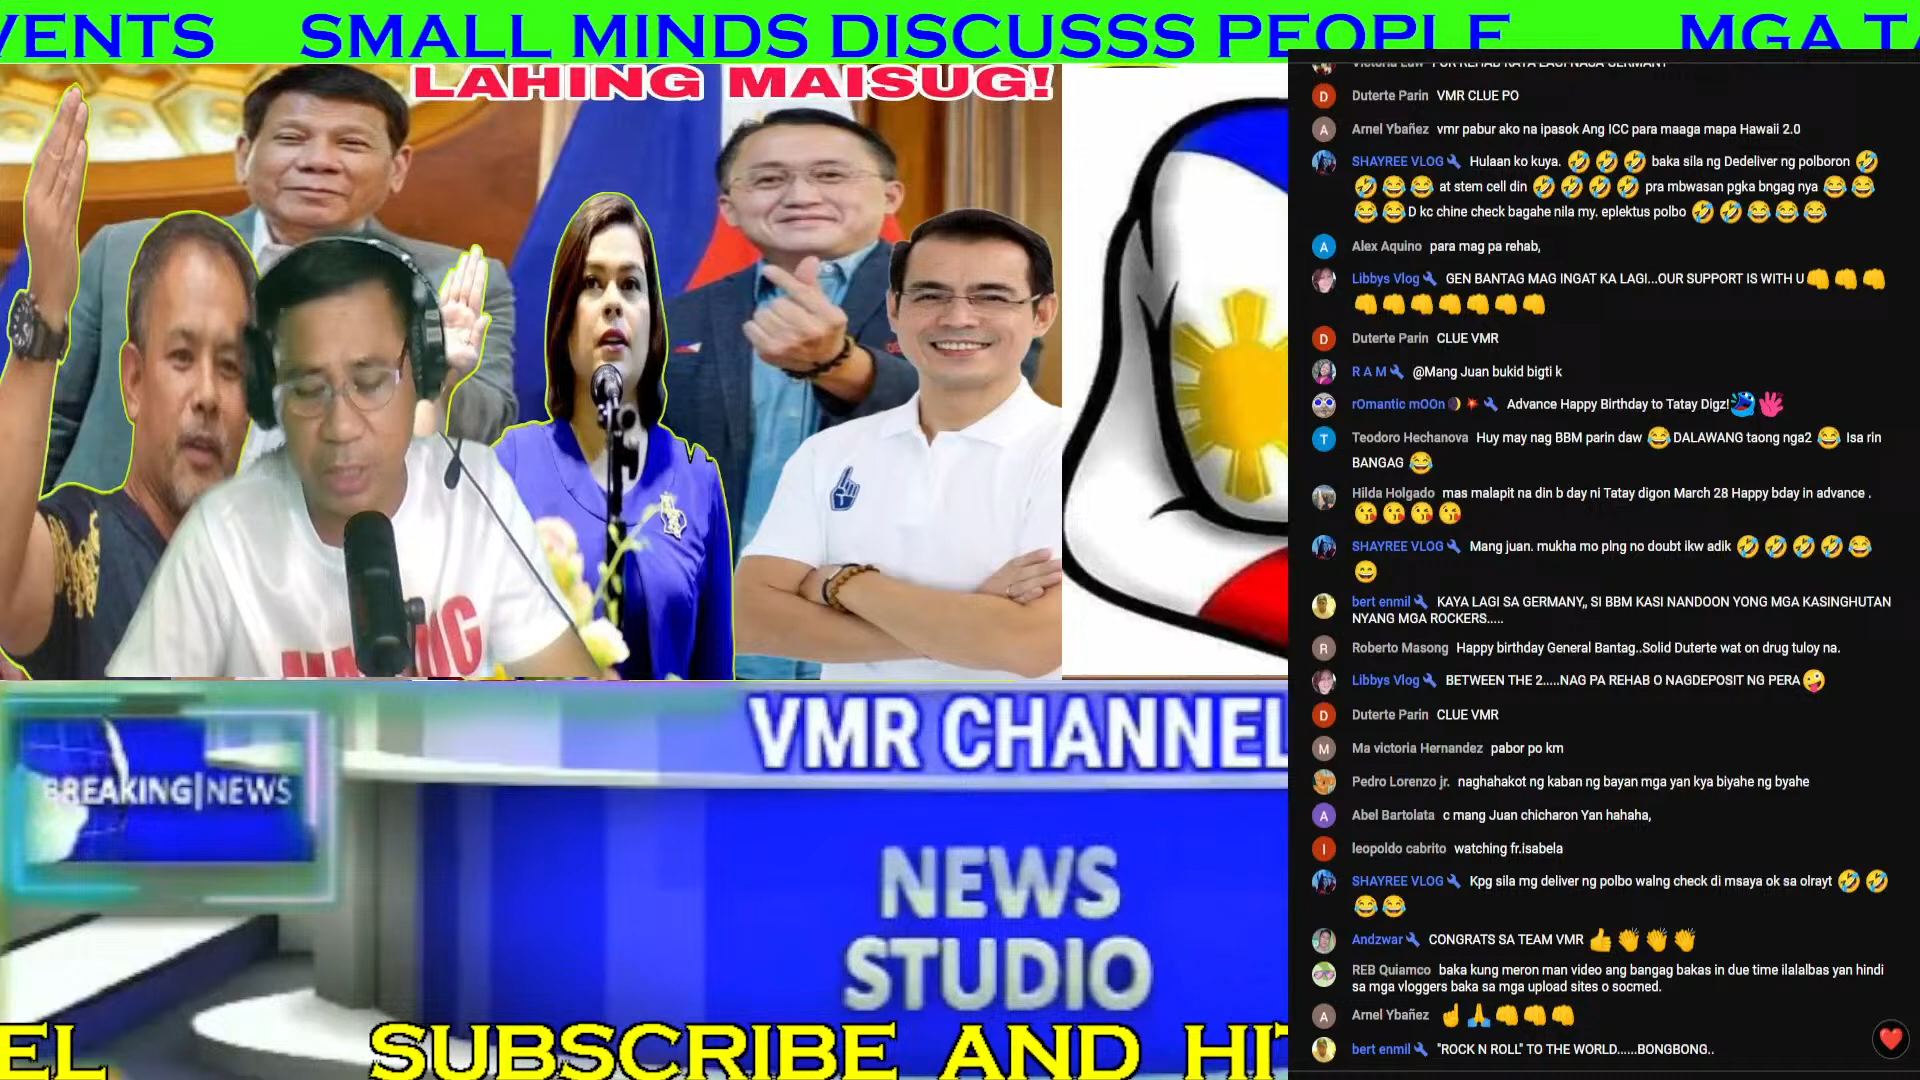 VENTS SMALL MINDS DISCUSSS PEOPLE MGA TA
LAHING MAISUG!
Duterte Parin VMR CLUE PO
Arnel Ybañez vmr pabur ako na ipasok Ang ICC para maaga mapa Hawaii 2.0
SHAYREE VLOG Hulaan ko kuya. 🤣 🤣 🤣 baka sila ng Dedeliver ng polboron 🤣
🤣 😂 😂 at stem cell din 🤣 🤣 🤣 🤣 pra mbwasan pgka bngag nya 😂 😂
😂 😂 D kc chine check bagahe nila my. eplektus polbo 🤣 🤣 😂 😂 😂
Alex Aquino para mag pa rehab,
Libbys Vlog GEN BANTAG MAG INGAT KA LAGI...OUR SUPPORT IS WITH U 👊 👊 👊
👊 👊 👊 👊 👊 👊 👊
Duterte Parin CLUE VMR
R A M @Mang Juan bukid bigti k
rOmantic mOOn Advance Happy Birthday to Tatay Digz!
Teodoro Hechanova Huy may nag BBM parin daw 😂 DALAWANG taong nga2 😂 Isa rin
BANGAG 😂
Hilda Holgado mas malapit na din b day ni Tatay digon March 28 Happy bday in advance .
😘 😘 😘 😘
SHAYREE VLOG Mang juan. mukha mo plng no doubt ikw adik 🤣 🤣 🤣 🤣 😂
😄
bert enmil KAYA LAGI SA GERMANY,, SI BBM KASI NANDOON YONG MGA KASINGHUTAN
NYANG MGA ROCKERS.....
Roberto Masong Happy birthday General Bantag..Solid Duterte wat on drug tuloy na.
Libbys Vlog BETWEEN THE 2.....NAG PA REHAB O NAGDEPOSIT NG PERA 🤪
Duterte Parin CLUE VMR
Ma victoria Hernandez pabor po km
Pedro Lorenzo jr. naghahakot ng kaban ng bayan mga yan kya biyahe ng byahe
Abel Bartolata c mang Juan chicharon Yan hahaha,
leopoldo cabrito watching fr.isabela
SHAYREE VLOG Kpg sila mg deliver ng polbo walng check di msaya ok sa olrayt 🤣 🤣
😂 😂
Andzwar CONGRATS SA TEAM VMR 👍 👏 👏 👏
REB Quiamco baka kung meron man video ang bangag bakas in due time ilalalbas yan hindi
sa mga vloggers baka sa mga upload sites o socmed.
Arnel Ybañez ☝ 🙏 👊 👊 👊
bert enmil "ROCK N ROLL" TO THE WORLD......BONGBONG..
VMR CHANNEL
BREAKING|NEWS
NEWS
STUDIO
EL SUBSCRIBE AND HIT